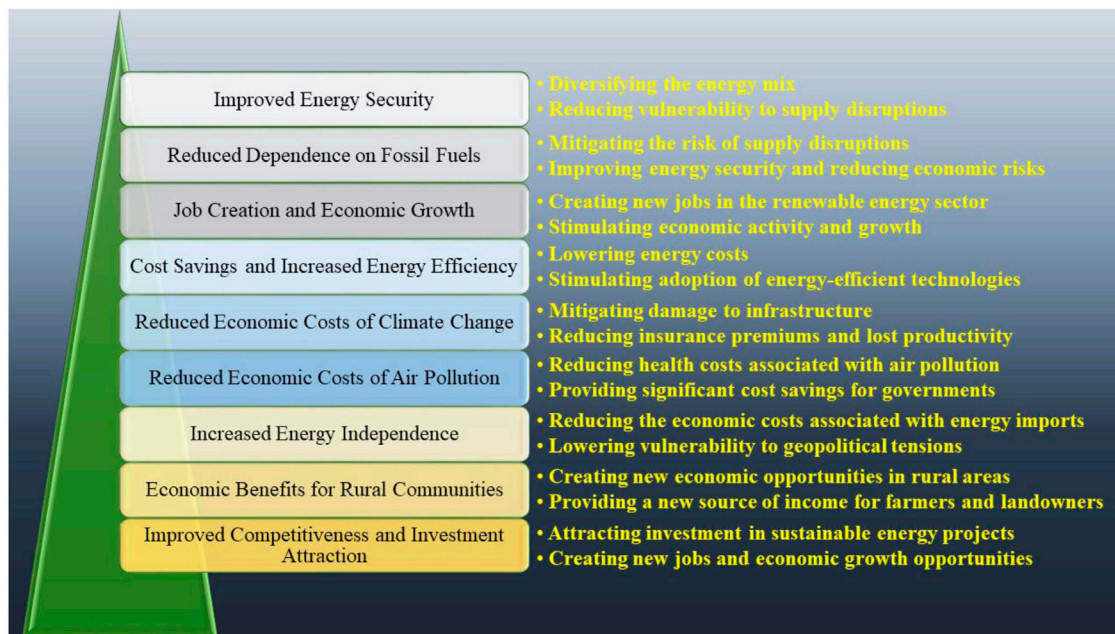 Improved Energy Security
• Diversifying the energy mix
• Reducing vulnerability to supply disruptions
Reduced Dependence on Fossil Fuels
• Mitigating the risk of supply disruptions
• Improving energy security and reducing economic risks
Job Creation and Economic Growth
• Creating new jobs in the renewable energy sector
• Stimulating economic activity and growth
Cost Savings and Increased Energy Efficiency
• Lowering energy costs
• Stimulating adoption of energy-efficient technologies
Reduced Economic Costs of Climate Change
• Mitigating damage to infrastructure
• Reducing insurance premiums and lost productivity
Reduced Economic Costs of Air Pollution
• Reducing health costs associated with air pollution
• Providing significant cost savings for governments
Increased Energy Independence
• Reducing the economic costs associated with energy imports
• Lowering vulnerability to geopolitical tensions
Economic Benefits for Rural Communities
• Creating new economic opportunities in rural areas
• Providing a new source of income for farmers and landowners
Improved Competitiveness and Investment
Attraction
• Attracting investment in sustainable energy projects
• Creating new jobs and economic growth opportunities